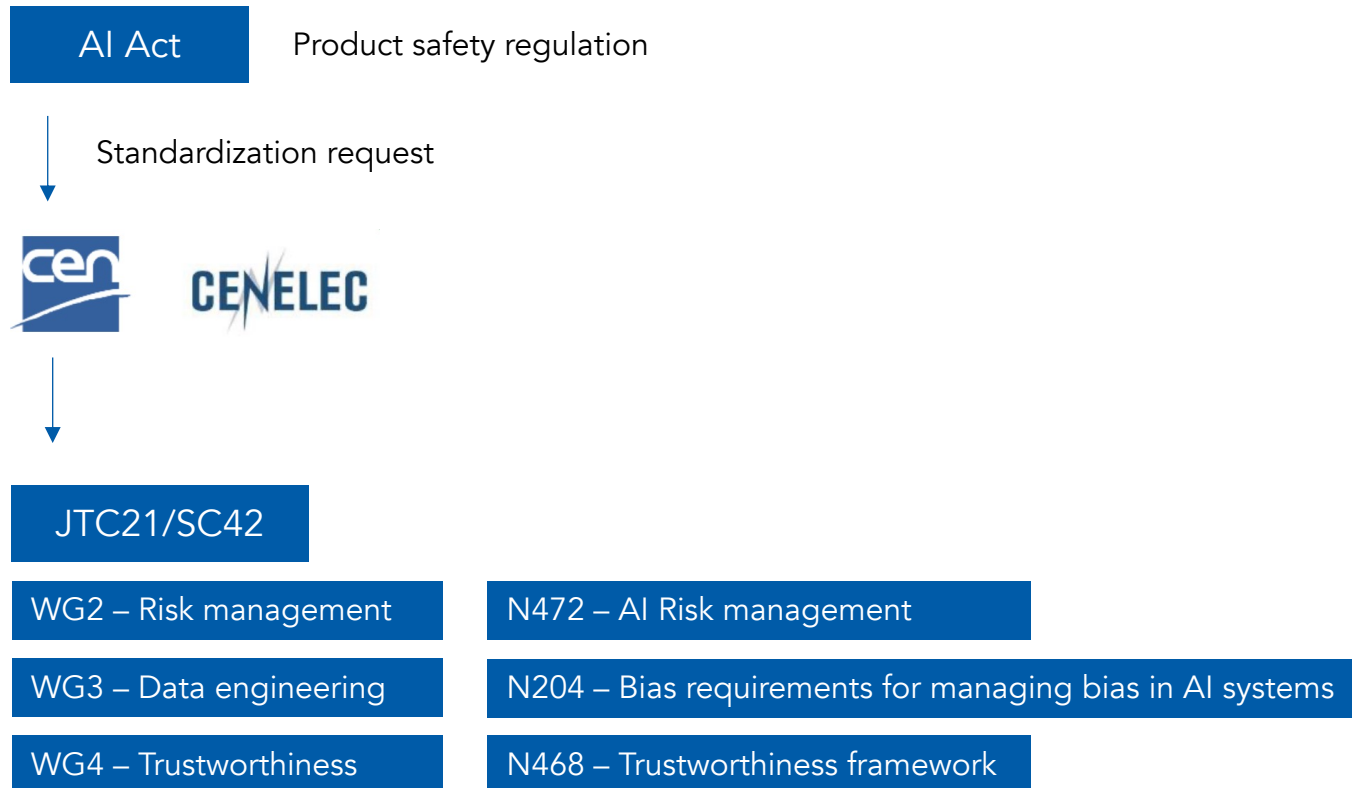 AI Act
Product safety regulation
Standardization request
cen
CENELEC
JTC21/SC42
WG2 – Risk management
N472 – AI Risk management
WG3 – Data engineering
N204 – Bias requirements for managing bias in AI systems
WG4 – Trustworthiness
N468 – Trustworthiness framework